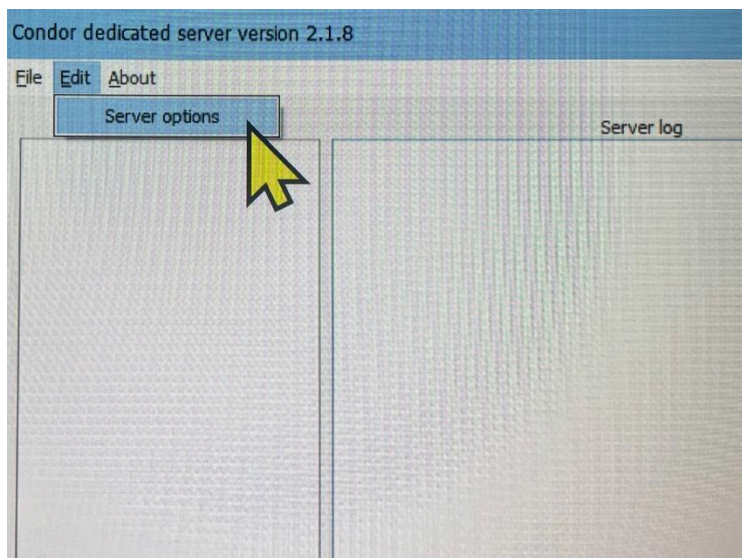 Condor dedicated server version 2.1.8
File Edit About
Server options
Server log